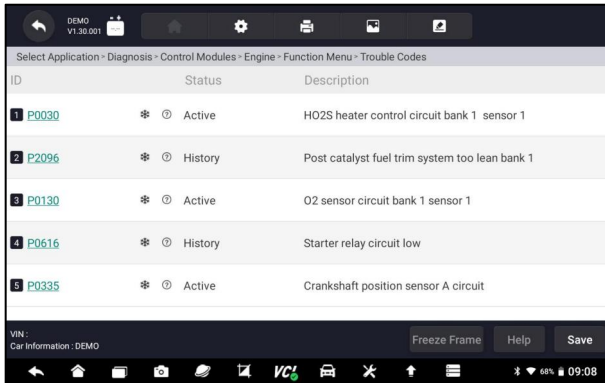 DEMO
V1.30.001
Select Application > Diagnosis > Control Modules > Engine > Function Menu > Trouble Codes
ID Status Description
1 P0030 Active HO2S heater control circuit bank 1 sensor 1
2 P2096 History Post catalyst fuel trim system too lean bank 1
3 P0130 Active O2 sensor circuit bank 1 sensor 1
4 P0616 History Starter relay circuit low
5 P0335 Active Crankshaft position sensor A circuit
VIN :
Car Information : DEMO
Freeze Frame Help Save
VCI 68% 09:08